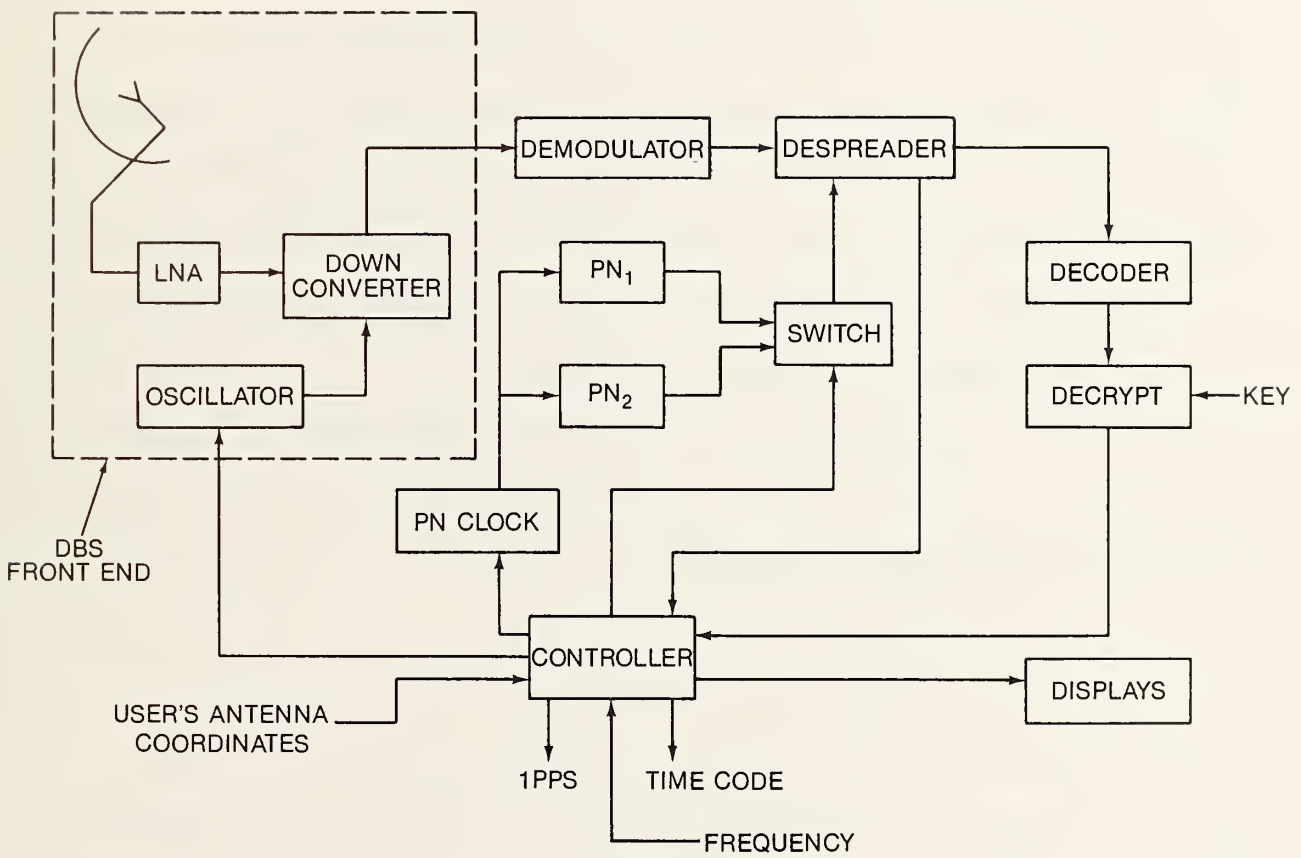 DEMODULATOR
DESPREADER
LNA
DOWN
CONVERTER
PN₁
DECODER
SWITCH
OSCILLATOR
PN₂
DECRYPT
KEY
PN CLOCK
DBS
FRONT END
CONTROLLER
DISPLAYS
USER'S ANTENNA
COORDINATES
1PPS
TIME CODE
FREQUENCY